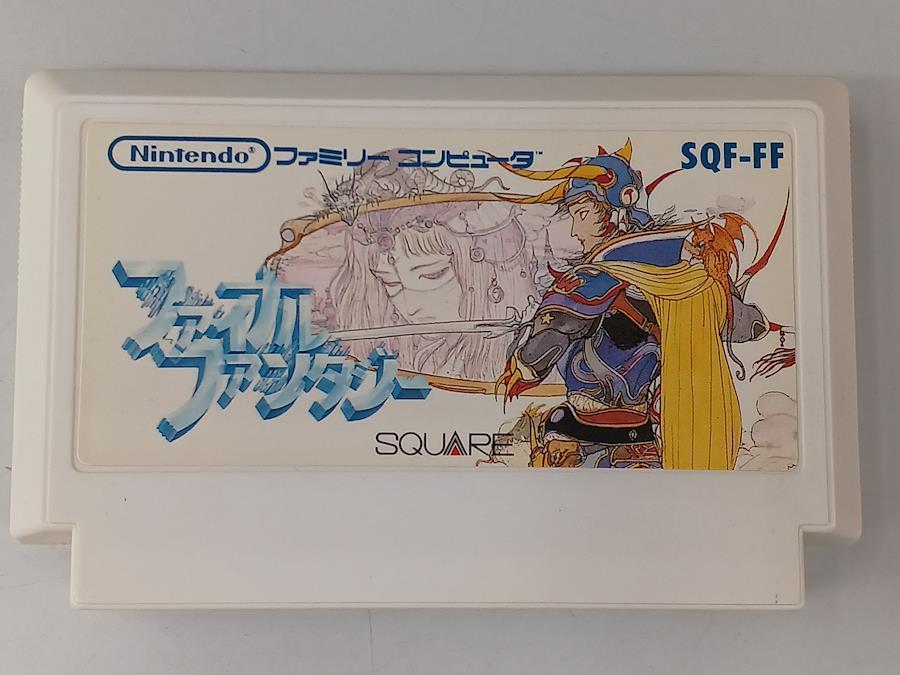 Nintendo® ファミリーコンピュータ™
SQF-FF
ファイナル
ファンタジー
SQUARE